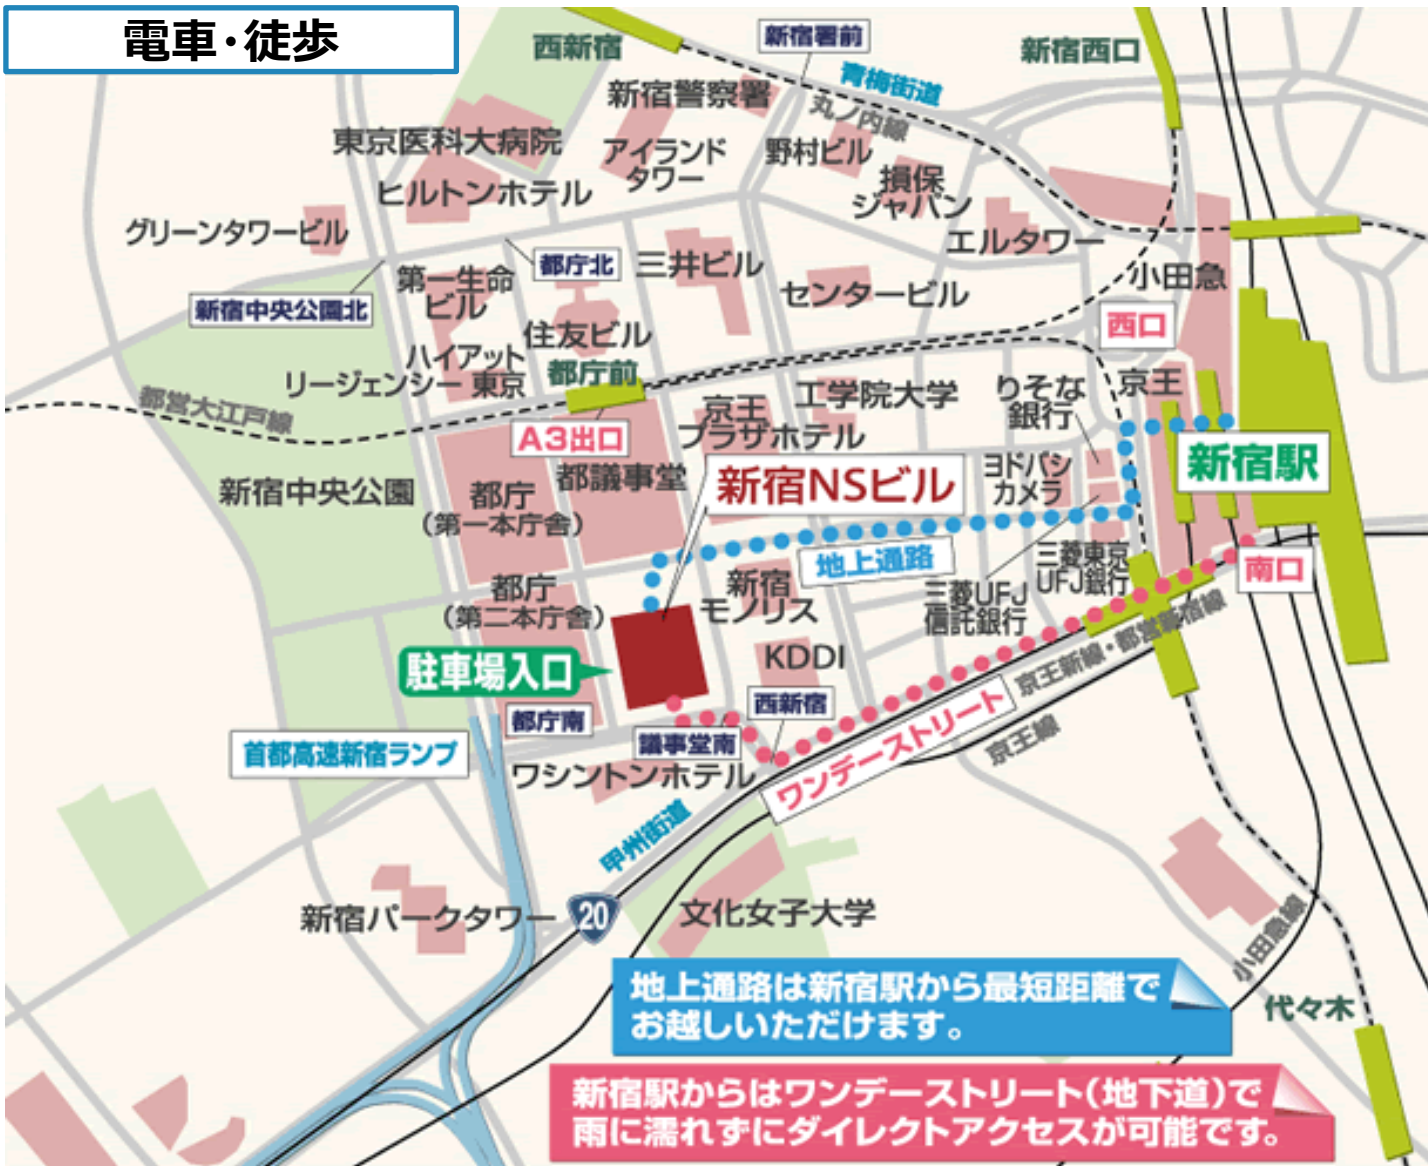 電車・徒歩
西新宿
新宿署前
新宿西口
青梅街道
新宿警察署
丸ノ内線
東京医科大病院
アイランド
タワー
野村ビル
ヒルトンホテル
損保
ジャパン
グリーンタワービル
エルタワー
都庁北
三井ビル
小田急
第一生命
ビル
センタービル
新宿中央公園北
西口
住友ビル
ハイアット
リージェンシー 東京
都庁前
京王
りそな
銀行
工学院大学
都営大江戸線
京王
プラザホテル
A3出口
新宿駅
ヨドバシ
カメラ
新宿NSビル
都議事堂
新宿中央公園
都庁
(第一本庁舎)
地上通路
三菱東京
UFJ銀行
南口
新宿
モノリス
三菱UFJ
信託銀行
都庁
(第二本庁舎)
京王新線・都営新宿線
KDDI
駐車場入口
西新宿
都庁南
議事堂南
ワンデーストリート
京王線
首都高速新宿ランプ
ワシントンホテル
甲州街道
新宿パークタワー
20
文化女子大学
小田急線
代々木
地上通路は新宿駅から最短距離で
お越しいただけます。
新宿駅からはワンデーストリート(地下道)で
雨に濡れずにダイレクトアクセスが可能です。